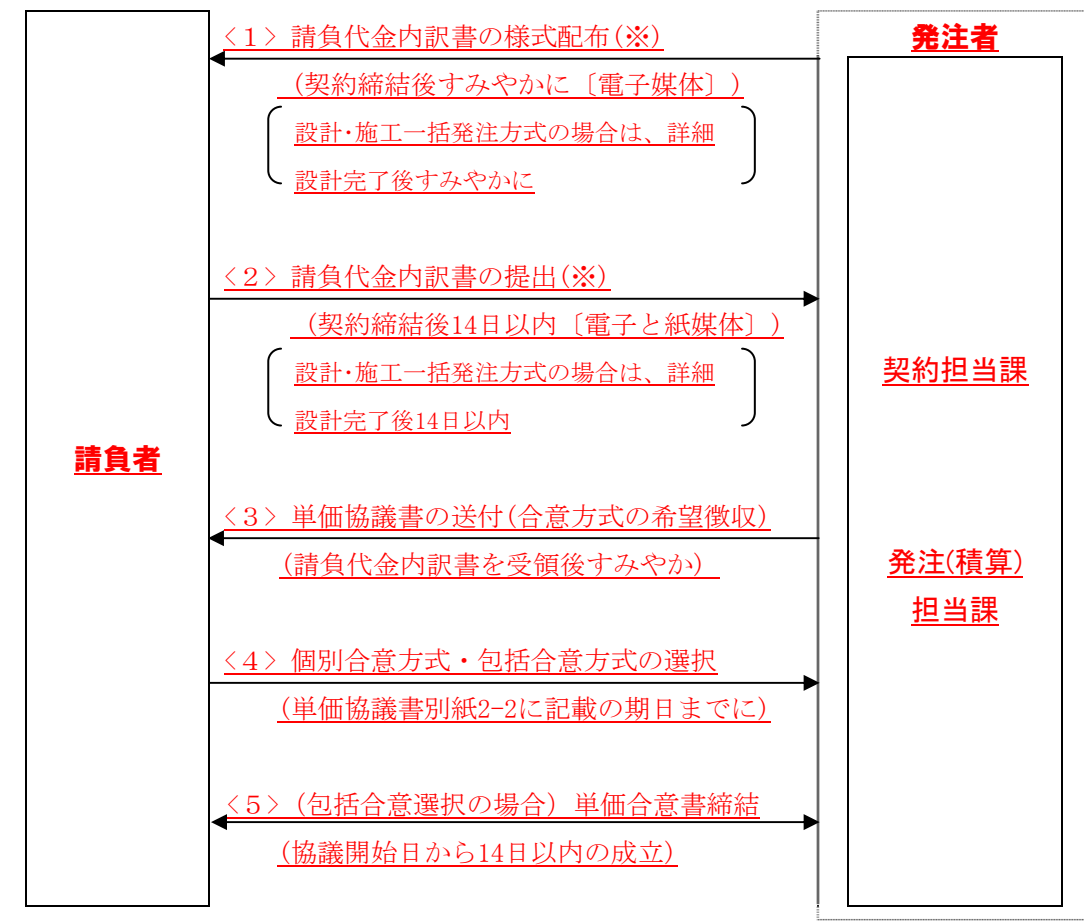 <1> 請負代金内訳書の様式配布(※)
発注者
(契約締結後すみやかに〔電子媒体〕)
設計・施工一括発注方式の場合は、詳細
設計完了後すみやかに
<2> 請負代金内訳書の提出(※)
(契約締結後14日以内〔電子と紙媒体〕)
設計・施工一括発注方式の場合は、詳細
契約担当課
設計完了後14日以内
請負者
<3> 単価協議書の送付(合意方式の希望徴収)
(請負代金内訳書を受領後すみやか)
発注(積算)
担当課
<4> 個別合意方式・包括合意方式の選択
(単価協議書別紙2-2に記載の期日までに)
<5> (包括合意選択の場合) 単価合意書締結
(協議開始日から14日以内の成立)